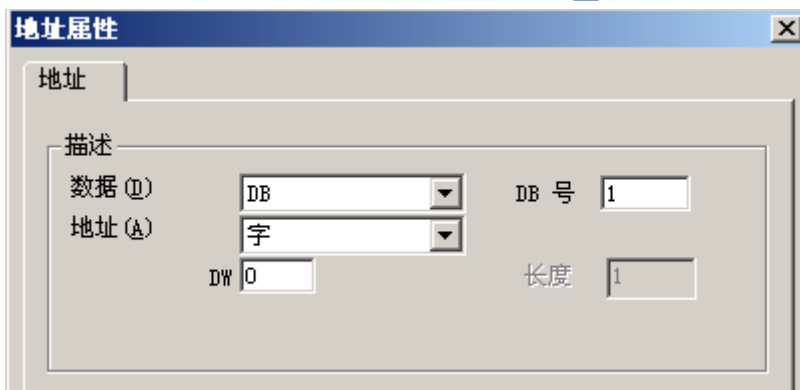 地址属性
地址
描述
数据(D) DB DB 号 1
地址(A) 字
DW 0 长度 1